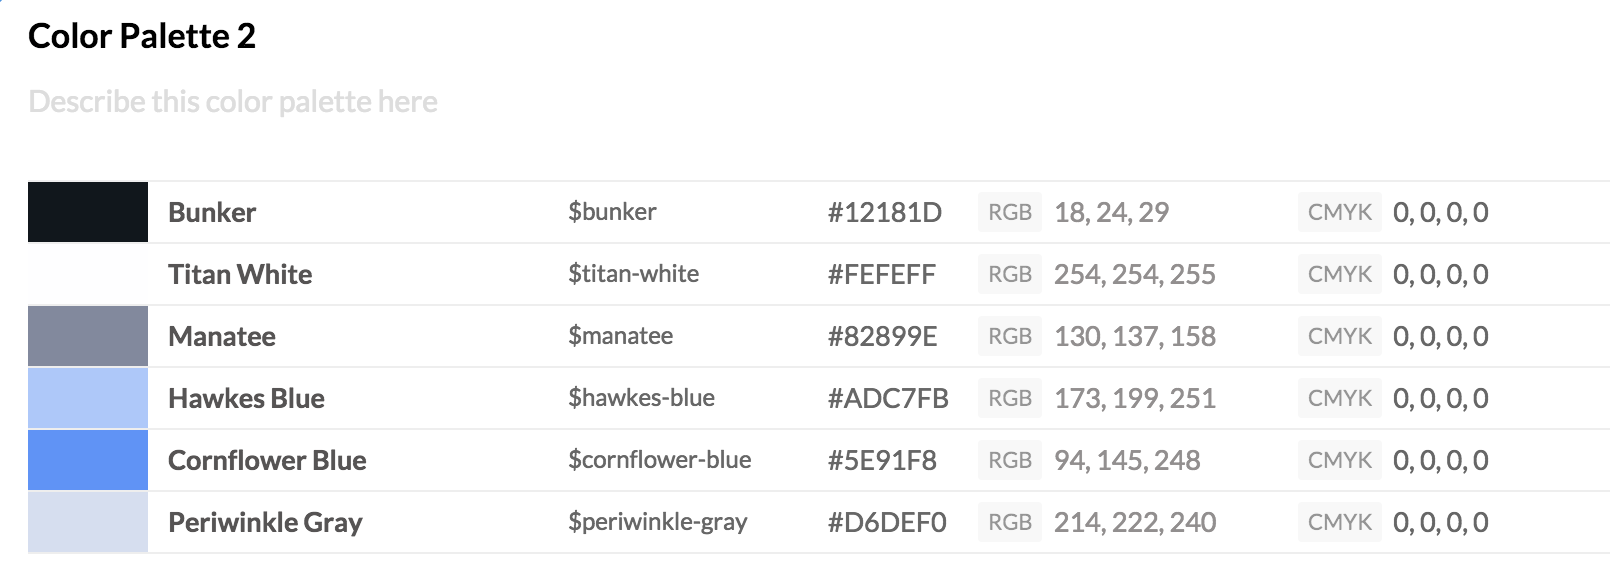 Color Palette 2
Describe this color palette here
Bunker $bunker #12181D RGB 18, 24, 29 CMYK 0, 0, 0, 0
Titan White $titan-white #FEFEFF RGB 254, 254, 255 CMYK 0, 0, 0, 0
Manatee $manatee #82899E RGB 130, 137, 158 CMYK 0, 0, 0, 0
Hawkes Blue $hawkes-blue #ADC7FB RGB 173, 199, 251 CMYK 0, 0, 0, 0
Cornflower Blue $cornflower-blue #5E91F8 RGB 94, 145, 248 CMYK 0, 0, 0, 0
Periwinkle Gray $periwinkle-gray #D6DEF0 RGB 214, 222, 240 CMYK 0, 0, 0, 0